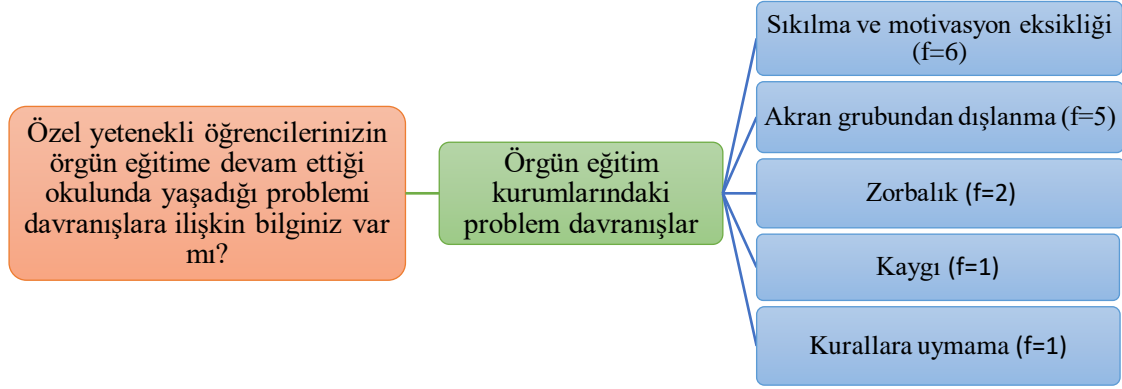 Özel yetenekli öğrencilerinizin
örgün eğitime devam ettiği
okulunda yaşadığı problemi
davranışlara ilişkin bilginiz var
mı?
Örgün eğitim
kurumlarındaki
problem davranışlar
Sıkılma ve motivasyon eksikliği
(f=6)
Akran grubundan dışlanma (f=5)
Zorbalık (f=2)
Kaygı (f=1)
Kurallara uymama (f=1)